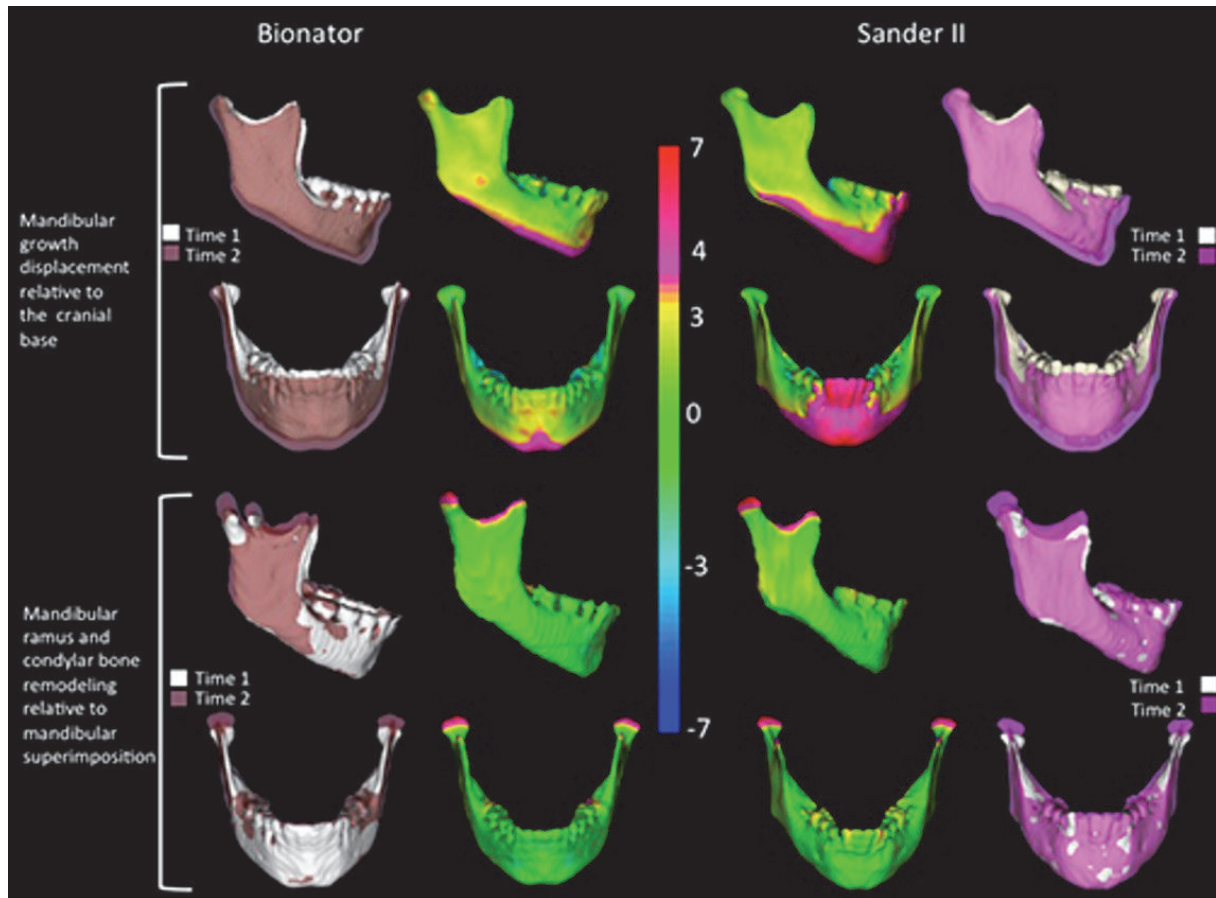 Bionator
Sander II
Mandibular
growth
displacement
relative to
the cranial
base
Time 1
Time 2
7
4
3
0
-3
-7
Time 1
Time 2
Mandibular
ramus and
condylar bone
remodeling
relative to
mandibular
superimposition
Time 1
Time 2
Time 1
Time 2